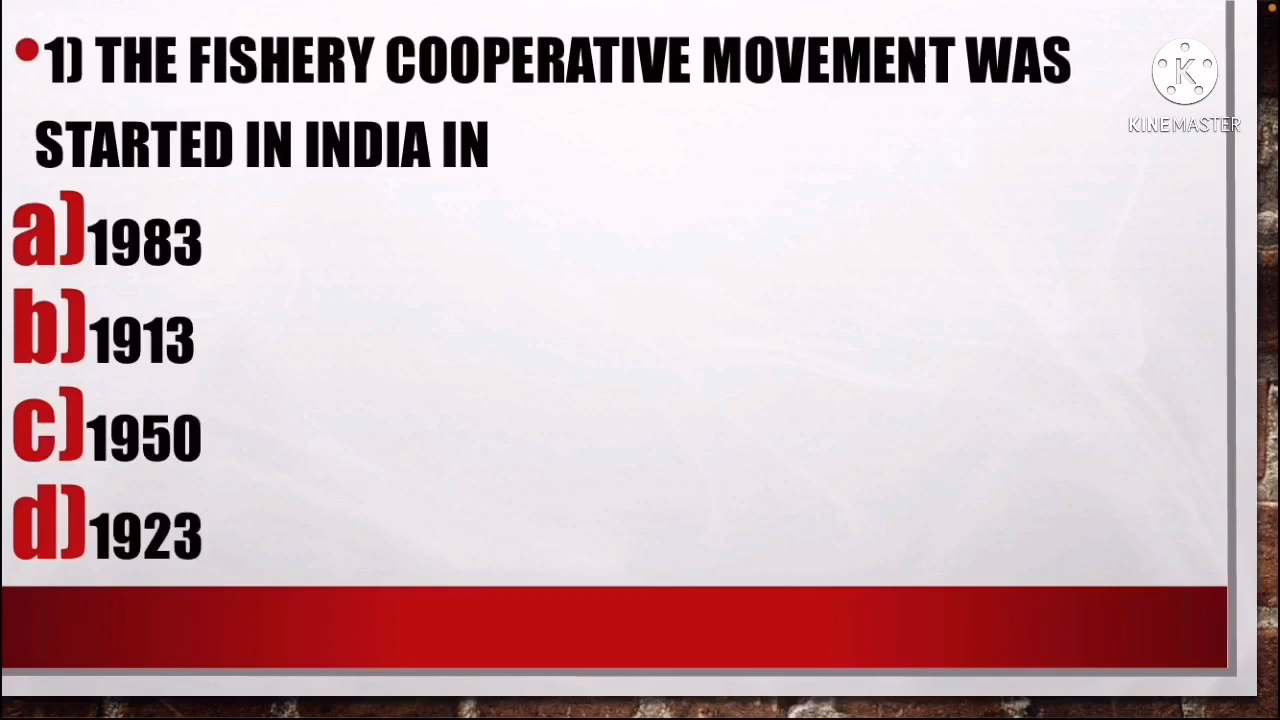 •1) THE FISHERY COOPERATIVE MOVEMENT WAS
STARTED IN INDIA IN
a)1983
b)1913
c)1950
d)1923
K
KINEMASTER